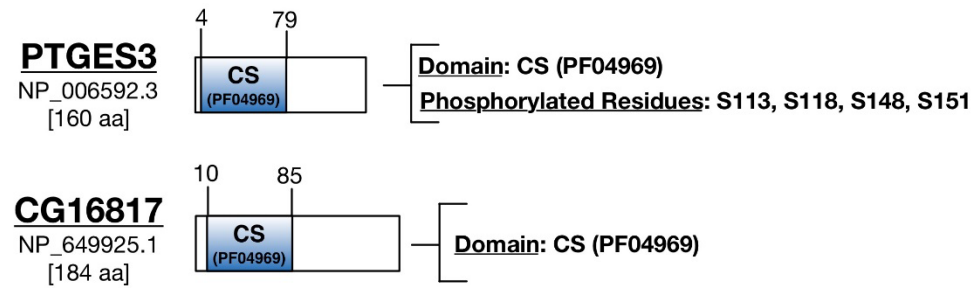 4 79
PTGES3
NP_006592.3
[160 aa]
CS
(PF04969)
Domain: CS (PF04969)
Phosphorylated Residues: S113, S118, S148, S151
10 85
CG16817
NP_649925.1
[184 aa]
CS
(PF04969)
Domain: CS (PF04969)